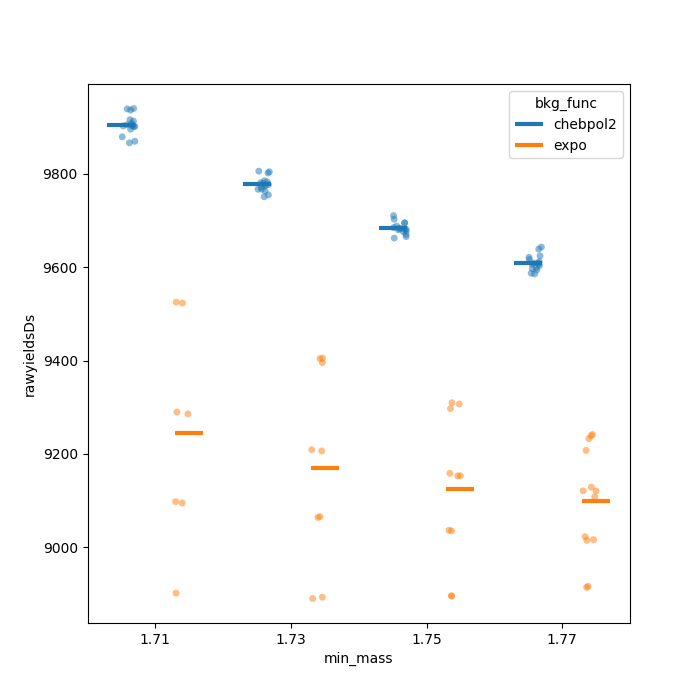 bkg_func
chebpol2
expo
rawyieldsDs
9800
9600
9400
9200
9000
1.71 1.73 1.75 1.77
min_mass